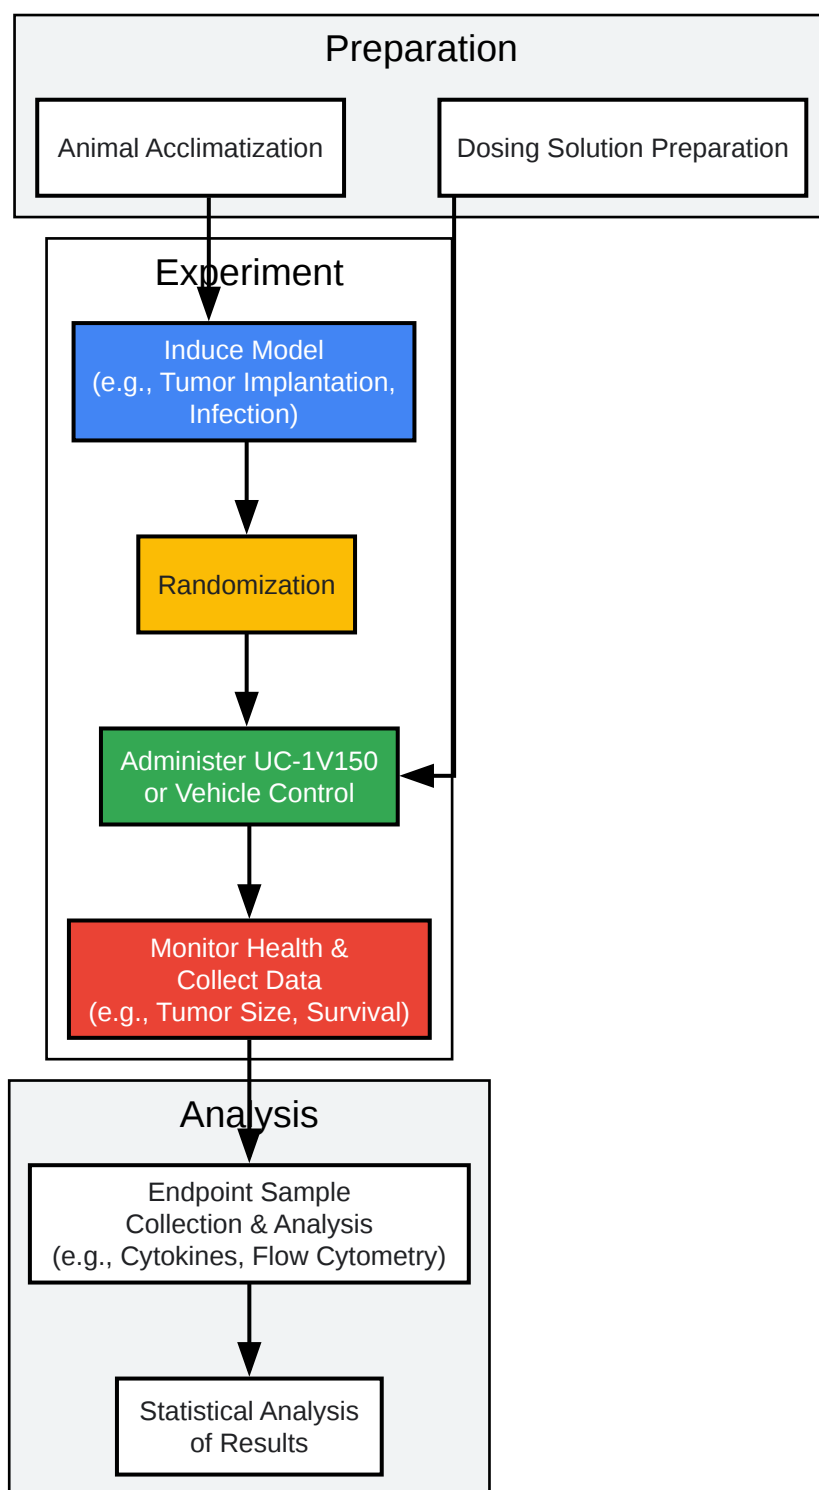 Preparation
Animal Acclimatization
Dosing Solution Preparation
Experiment
Induce Model
(e.g., Tumor Implantation,
Infection)
Randomization
Administer UC-1V150
or Vehicle Control
Monitor Health &
Collect Data
(e.g., Tumor Size, Survival)
Analysis
Endpoint Sample
Collection & Analysis
(e.g., Cytokines, Flow Cytometry)
Statistical Analysis
of Results